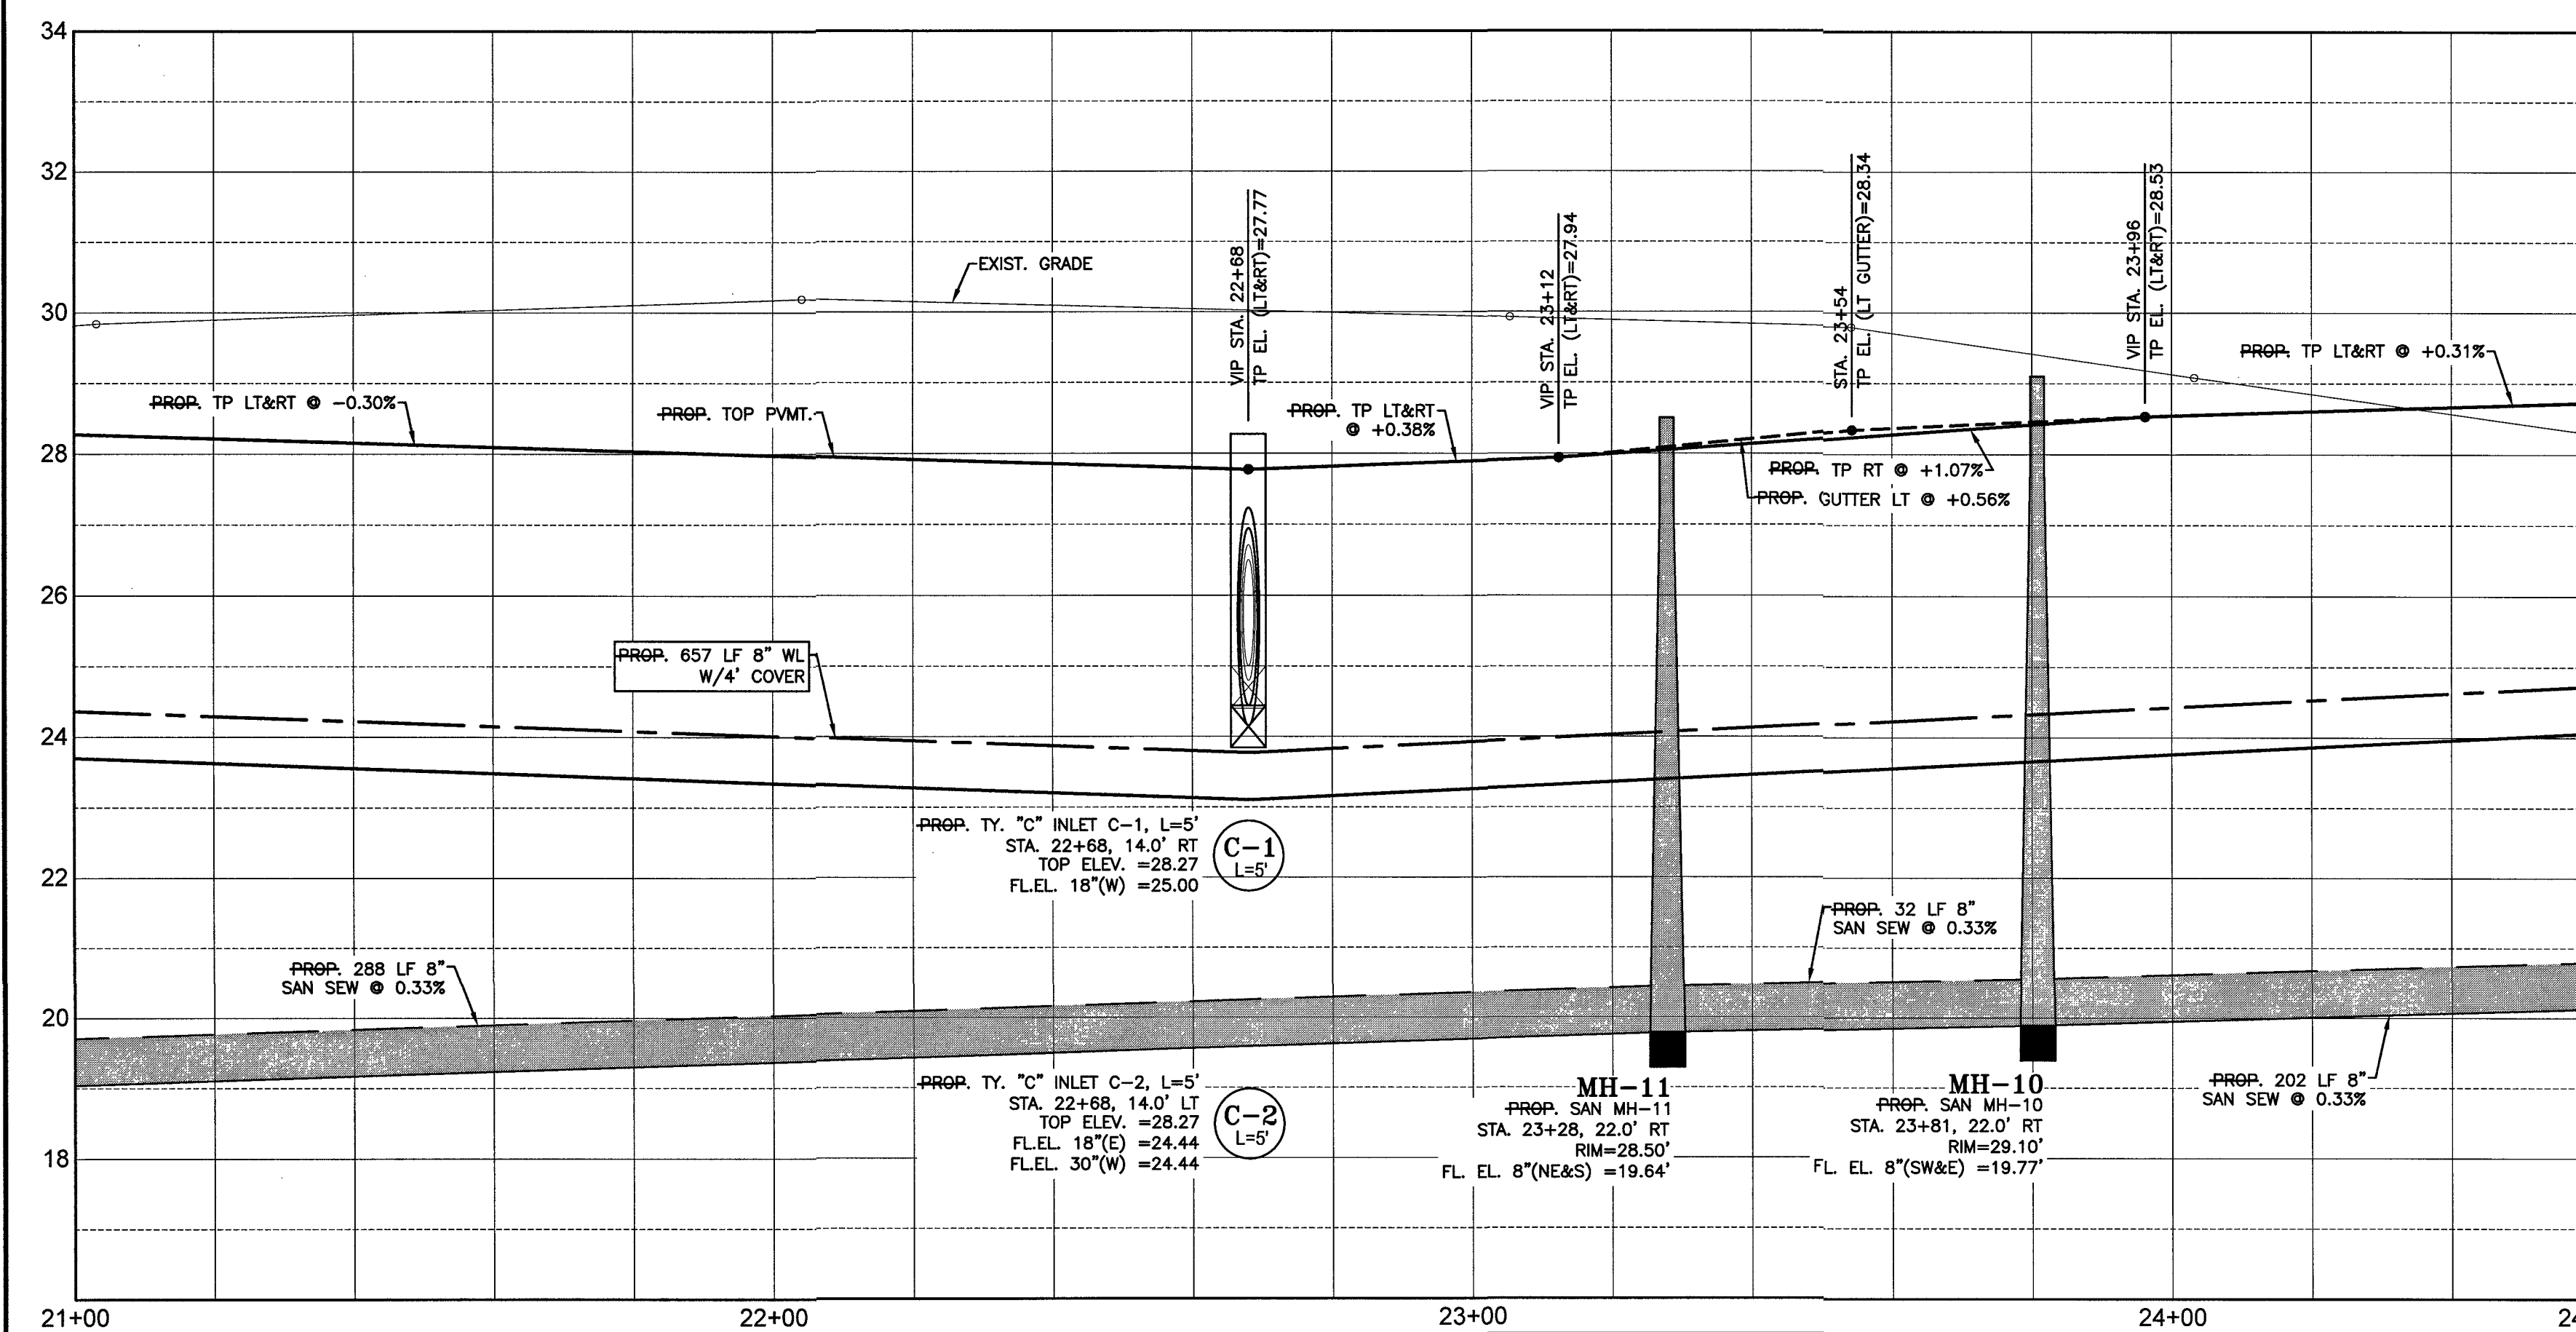 34
32
30
28
26
24
22
20
18
EXIST. GRADE
VIP STA. 22+68
TP EL. (LT&RT)=27.77
VIP STA. 23+12
TP EL. (LT&RT)=27.94
STA. 23+54
TP EL. (LT GUTTER)=28.34
VIP STA. 23+96
TP EL. (LT&RT)=28.53
PROP. TP LT&RT @ +0.31%
PROP. TP LT&RT @ -0.30%
PROP. TOP PVMT.
PROP. TP LT&RT
@ +0.38%
PROP. TP RT @ +1.07%
PROP. GUTTER LT @ +0.56%
PROP. 657 LF 8" WL
W/4' COVER
PROP. TY. "C" INLET C-1, L=5'
STA. 22+68, 14.0' RT
TOP ELEV. =28.27
FL.EL. 18"(W) =25.00
C-1
L=5'
PROP. 32 LF 8"
SAN SEW @ 0.33%
PROP. 288 LF 8"
SAN SEW @ 0.33%
PROP. TY. "C" INLET C-2, L=5'
STA. 22+68, 14.0' LT
TOP ELEV. =28.27
FL.EL. 18"(E) =24.44
FL.EL. 30"(W) =24.44
C-2
L=5'
MH-11
PROP. SAN MH-11
STA. 23+28, 22.0' RT
RIM=28.50'
FL. EL. 8"(NE&S) =19.64'
MH-10
PROP. SAN MH-10
STA. 23+81, 22.0' RT
RIM=29.10'
FL. EL. 8"(SW&E) =19.77'
PROP. 202 LF 8"
SAN SEW @ 0.33%
21+00
22+00
23+00
24+00